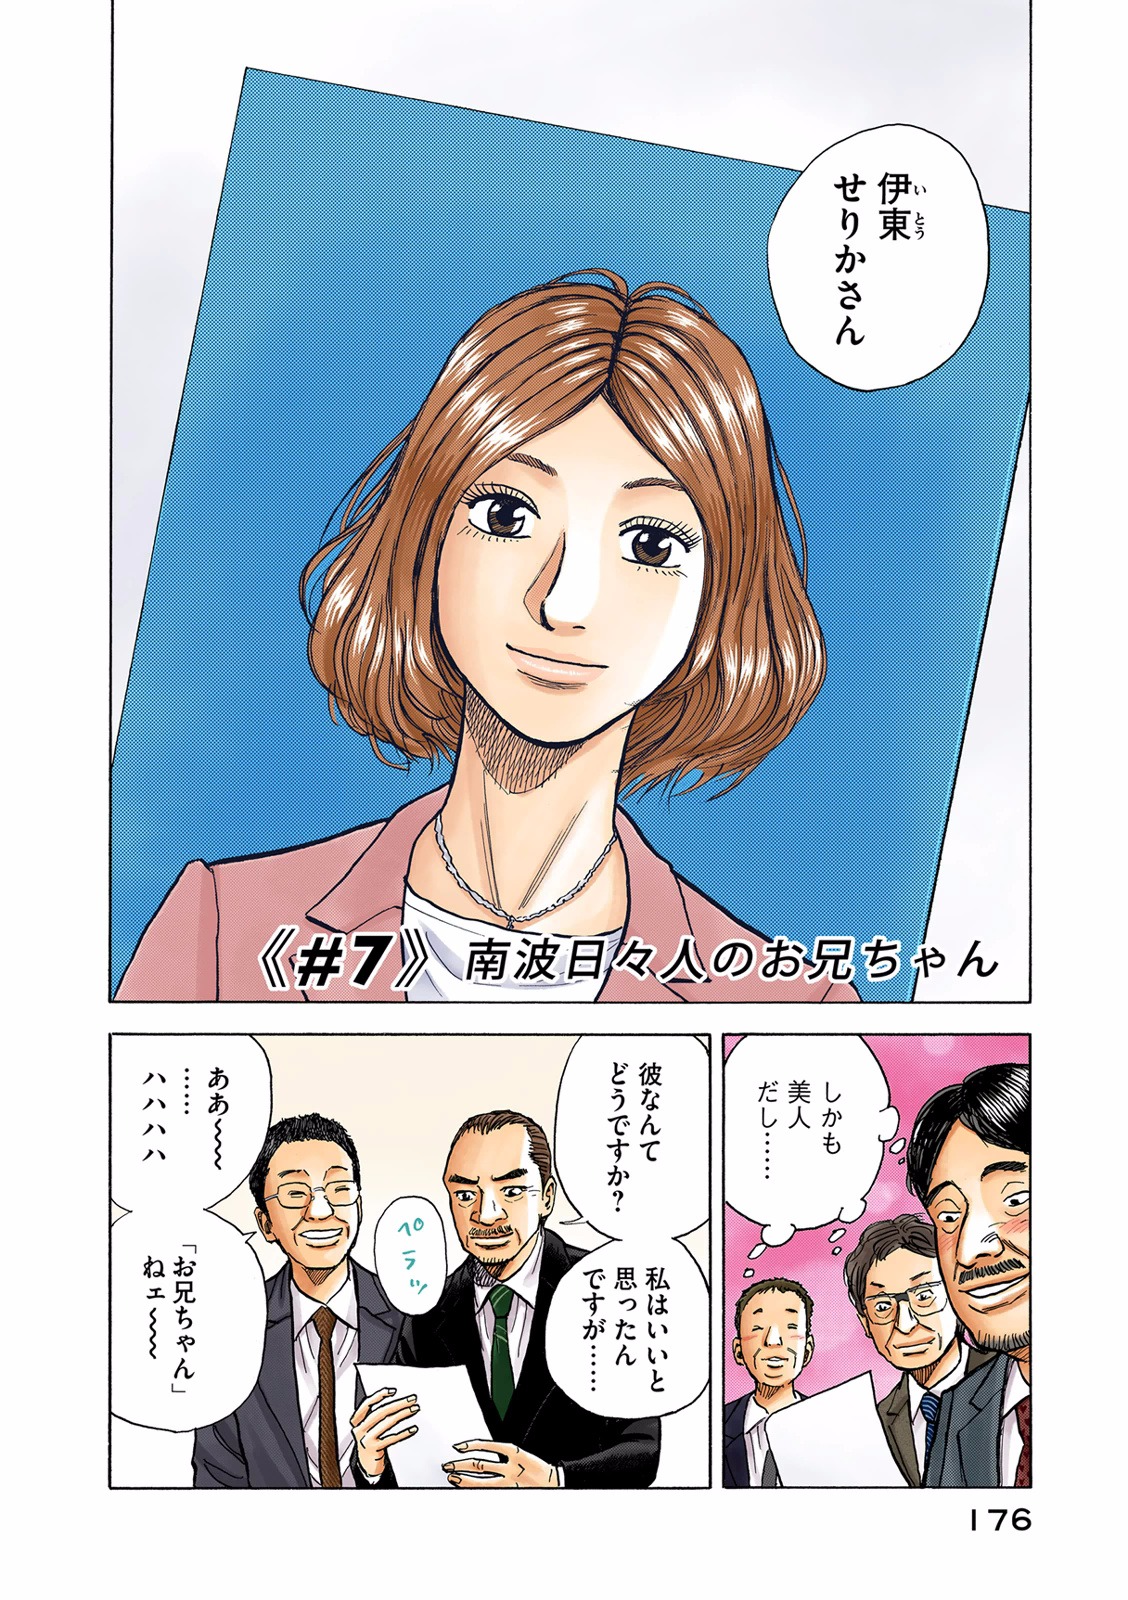 伊東
いとう
せりかさん
《#7》 南波日々人のお兄ちゃん
しかも
美人
だし……
彼なんて
どうですか?
私はいいと
思ったん
ですが……
ペラッ
ああ~~
……
ハハハハ
「お兄ちゃん」
ねェ~~
176